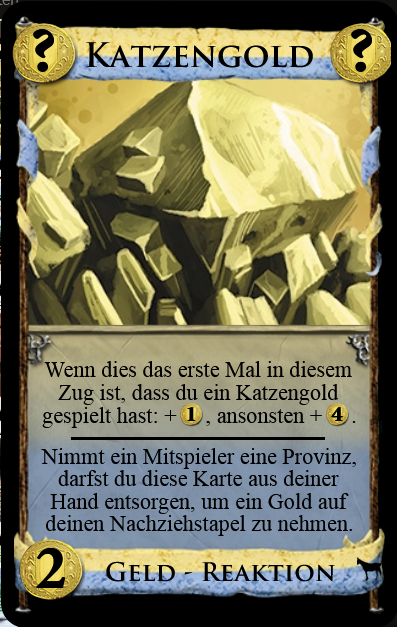 ? KATZENGOLD ?
Wenn dies das erste Mal in diesem
Zug ist, dass du ein Katzengold
gespielt hast: +1, ansonsten +4.
Nimmt ein Mitspieler eine Provinz,
darfst du diese Karte aus deiner
Hand entsorgen, um ein Gold auf
deinen Nachziehstapel zu nehmen.
2 GELD - REAKTION